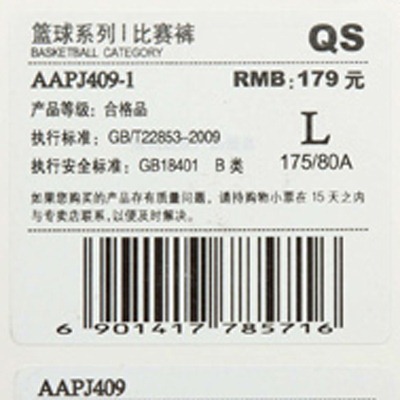 篮球系列 | 比赛裤 QS
BASKETBALL CATEGORY
AAPJ409-1 RMB: 179 元
产品等级: 合格品
执行标准: GB/T22853-2009 L
执行安全标准: GB18401 B 类 175/80A
如果您购买的产品存有质量问题, 请持购物小票在 15 天之内
与专卖店联系, 以便及时解决。
6 901417 785716
AAPJ409